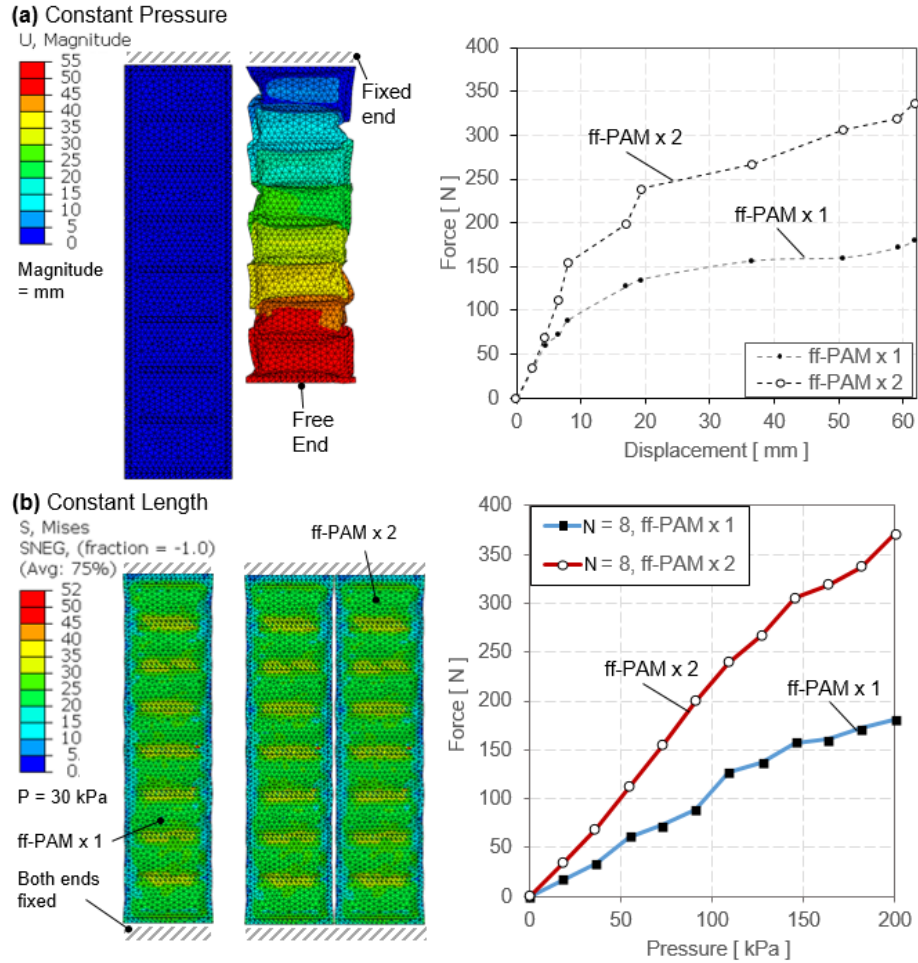 (a) Constant Pressure
U, Magnitude
55
55
50
45
40
35
30
25
20
15
10
5
0
Magnitude
= mm
Fixed
end
Free
End
400
350
300
250
200
150
100
50
0
Force [ N ]
ff-PAM x 2
ff-PAM x 1
ff-PAM x 1
ff-PAM x 2
0 10 20 30 40 50 60
Displacement [ mm ]
(b) Constant Length
S, Mises
SNEG, (fraction = -1.0)
(Avg: 75%)
52
50
45
40
35
30
25
20
15
10
5
0.
P = 30 kPa
ff-PAM x 1
Both ends
fixed
ff-PAM x 2
400
350
300
250
200
150
100
50
0
Force [ N ]
N = 8, ff-PAM x 1
N = 8, ff-PAM x 2
ff-PAM x 2
ff-PAM x 1
0 50 100 150 200
Pressure [ kPa ]